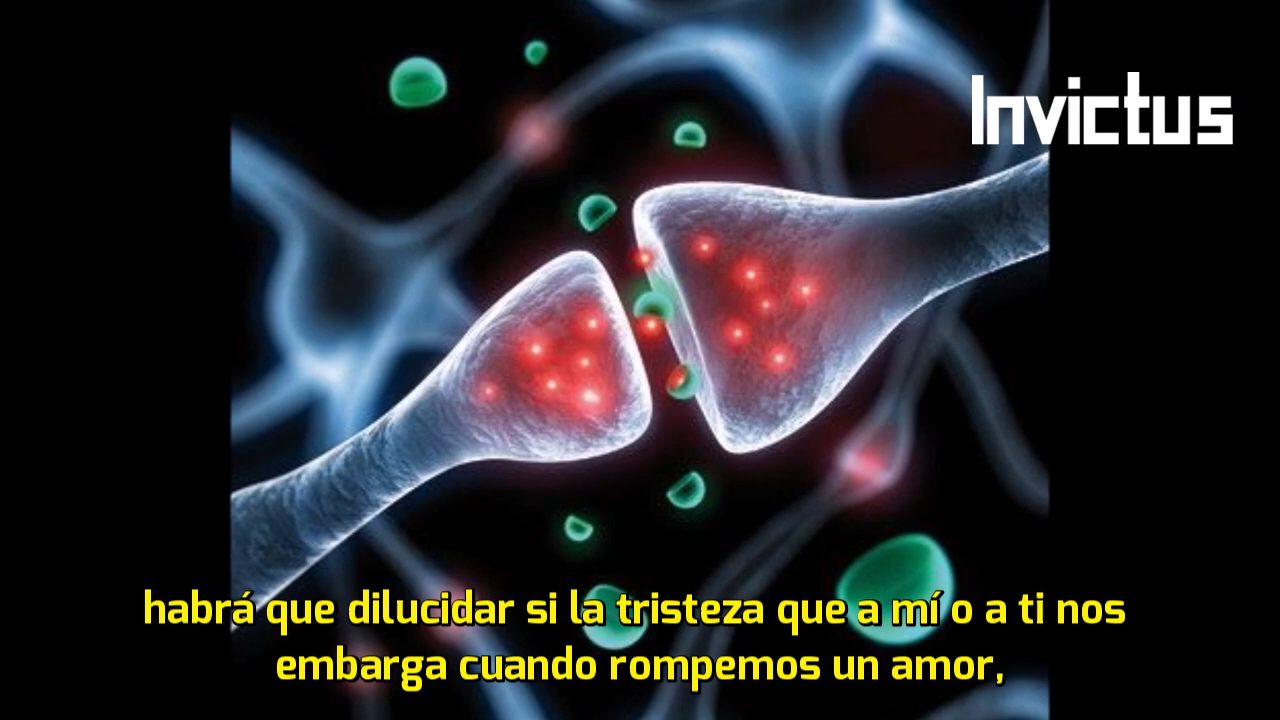 Invictus
habrá que dilucidar si la tristeza que a mí o a ti nos
embarga cuando rompemos un amor,